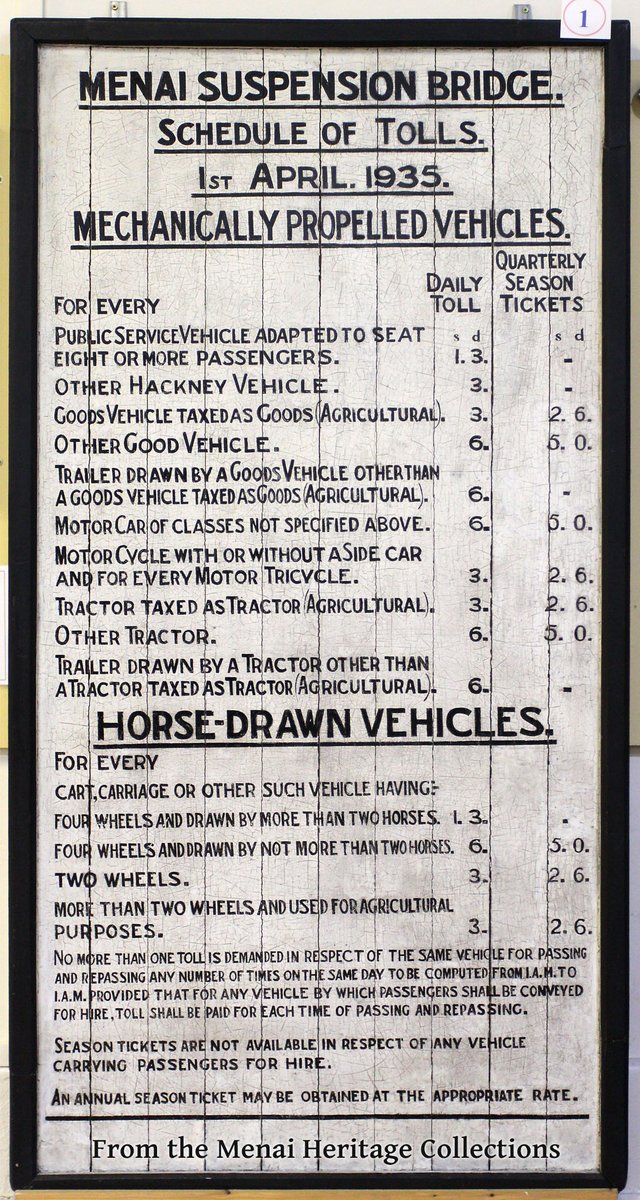 1
MENAI SUSPENSION BRIDGE.
SCHEDULE OF TOLLS.
1ST APRIL. 1935.
MECHANICALLY PROPELLED VEHICLES.
QUARTERLY
DAILY SEASON
FOR EVERY TOLL TICKETS
PUBLIC SERVICE VEHICLE ADAPTED TO SEAT s d s d
EIGHT OR MORE PASSENGERS. 1. 3. -
OTHER HACKNEY VEHICLE. 3. -
GOODS VEHICLE TAXED AS GOODS (AGRICULTURAL). 3. 2. 6.
OTHER GOOD VEHICLE. 6. 5. 0.
TRAILER DRAWN BY A GOODS VEHICLE OTHER THAN
A GOODS VEHICLE TAXED AS GOODS (AGRICULTURAL). 6. -
MOTOR CAR OF CLASSES NOT SPECIFIED ABOVE. 6. 5. 0.
MOTOR CYCLE WITH OR WITHOUT A SIDE CAR
AND FOR EVERY MOTOR TRICYCLE. 3. 2. 6.
TRACTOR TAXED AS TRACTOR (AGRICULTURAL). 3. 2. 6.
OTHER TRACTOR. 6. 5. 0.
TRAILER DRAWN BY A TRACTOR OTHER THAN
A TRACTOR TAXED AS TRACTOR (AGRICULTURAL). 6. -
HORSE-DRAWN VEHICLES.
FOR EVERY
CART, CARRIAGE OR OTHER SUCH VEHICLE HAVING:-
FOUR WHEELS AND DRAWN BY MORE THAN TWO HORSES. 1. 3. -
FOUR WHEELS AND DRAWN BY NOT MORE THAN TWO HORSES. 6. 5. 0.
TWO WHEELS. 3. 2. 6.
MORE THAN TWO WHEELS AND USED FOR AGRICULTURAL
PURPOSES. 3. 2. 6.
NO MORE THAN ONE TOLL IS DEMANDED IN RESPECT OF THE SAME VEHICLE FOR PASSING
AND REPASSING ANY NUMBER OF TIMES ON THE SAME DAY TO BE COMPUTED FROM 1.A.M. TO
1.A.M. PROVIDED THAT FOR ANY VEHICLE BY WHICH PASSENGERS SHALL BE CONVEYED
FOR HIRE, TOLL SHALL BE PAID FOR EACH TIME OF PASSING AND REPASSING.
SEASON TICKETS ARE NOT AVAILABLE IN RESPECT OF ANY VEHICLE
CARRYING PASSENGERS FOR HIRE.
AN ANNUAL SEASON TICKET MAY BE OBTAINED AT THE APPROPRIATE RATE.
From the Menai Heritage Collections